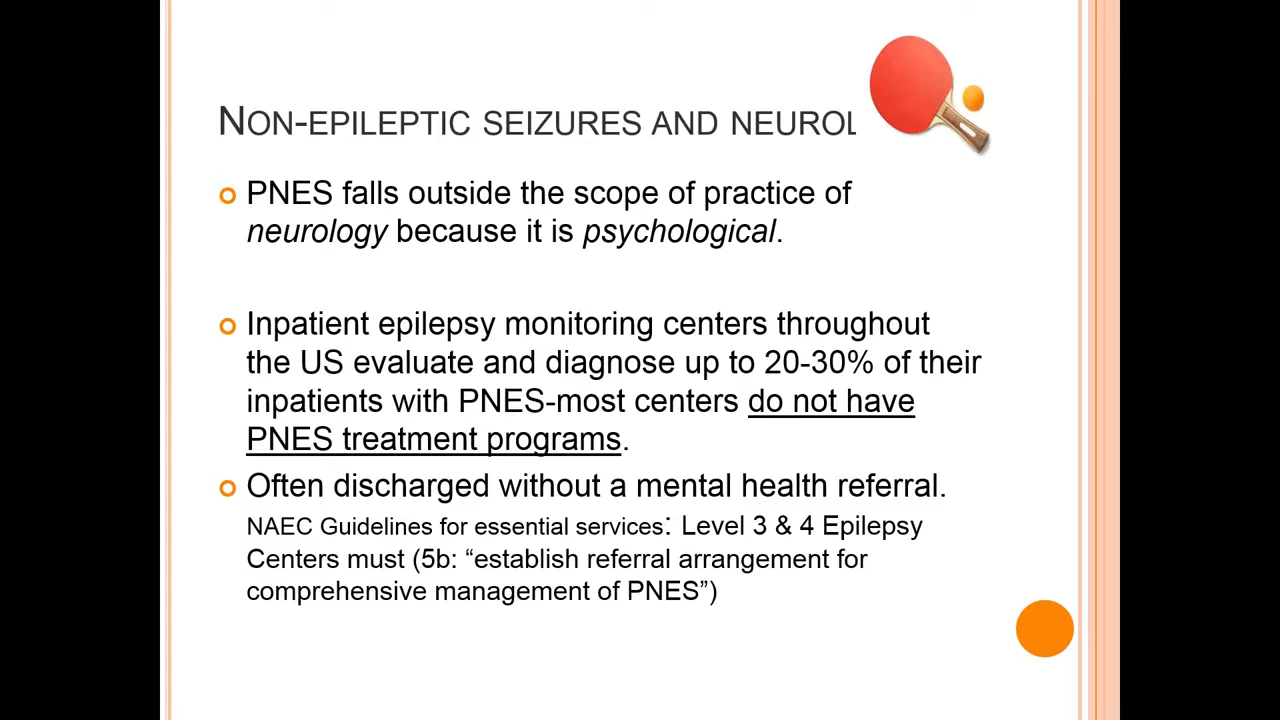 NON-EPILEPTIC SEIZURES AND NEUROL
PNES falls outside the scope of practice of
neurology because it is psychological.
Inpatient epilepsy monitoring centers throughout
the US evaluate and diagnose up to 20-30% of their
inpatients with PNES-most centers do not have
PNES treatment programs.
Often discharged without a mental health referral.
NAEC Guidelines for essential services: Level 3 & 4 Epilepsy
Centers must (5b: “establish referral arrangement for
comprehensive management of PNES”)